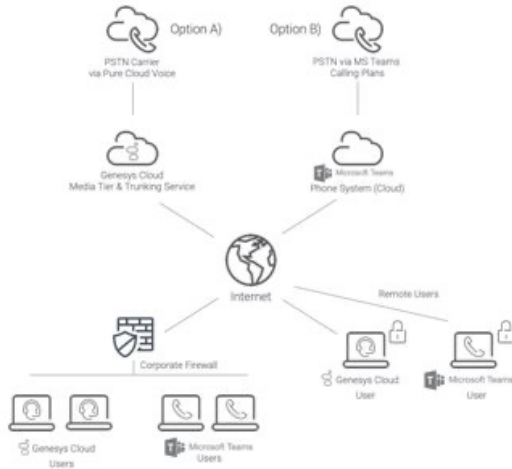 Option A)
Option B)
PSTN Carrier
via Pure Cloud Voice
PSTN via MS Teams
Calling Plans
Genesys Cloud
Media Tier & Trunking Service
Microsoft Teams
Phone System (Cloud)
Internet
Remote Users
Corporate Firewall
Genesys Cloud
User
Microsoft Teams
User
Genesys Cloud
Users
Microsoft Teams
Users